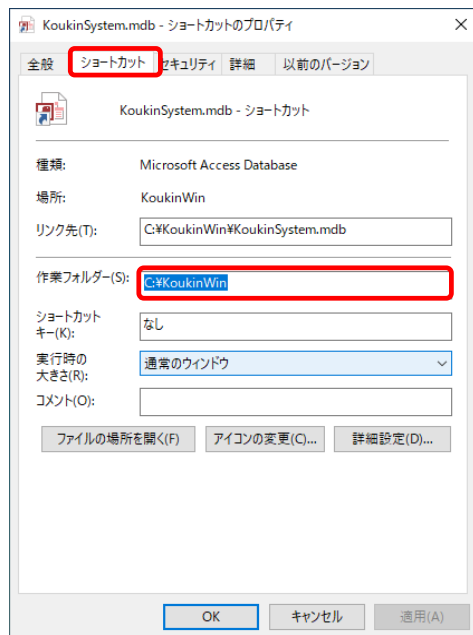 KoukinSystem.mdb - ショートカットのプロパティ
全般 ショートカット セキュリティ 詳細 以前のバージョン
KoukinSystem.mdb - ショートカット
種類: Microsoft Access Database
場所: KoukinWin
リンク先(T): C:¥KoukinWin¥KoukinSystem.mdb
作業フォルダー(S): C:¥KoukinWin
ショートカット
キー(K): なし
実行時の
大きさ(R): 通常のウィンドウ
コメント(O):
ファイルの場所を開く(F) アイコンの変更(C)... 詳細設定(D)...
OK キャンセル 適用(A)